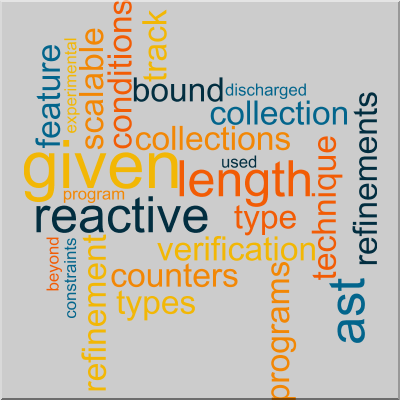 track
conditions
scalable
experimental
feature
bound
discharged
collection
collections
used
given
length
program
reactive
type
technique
refinements
verification
beyond
constraints
refinement
counters
types
programs
ast